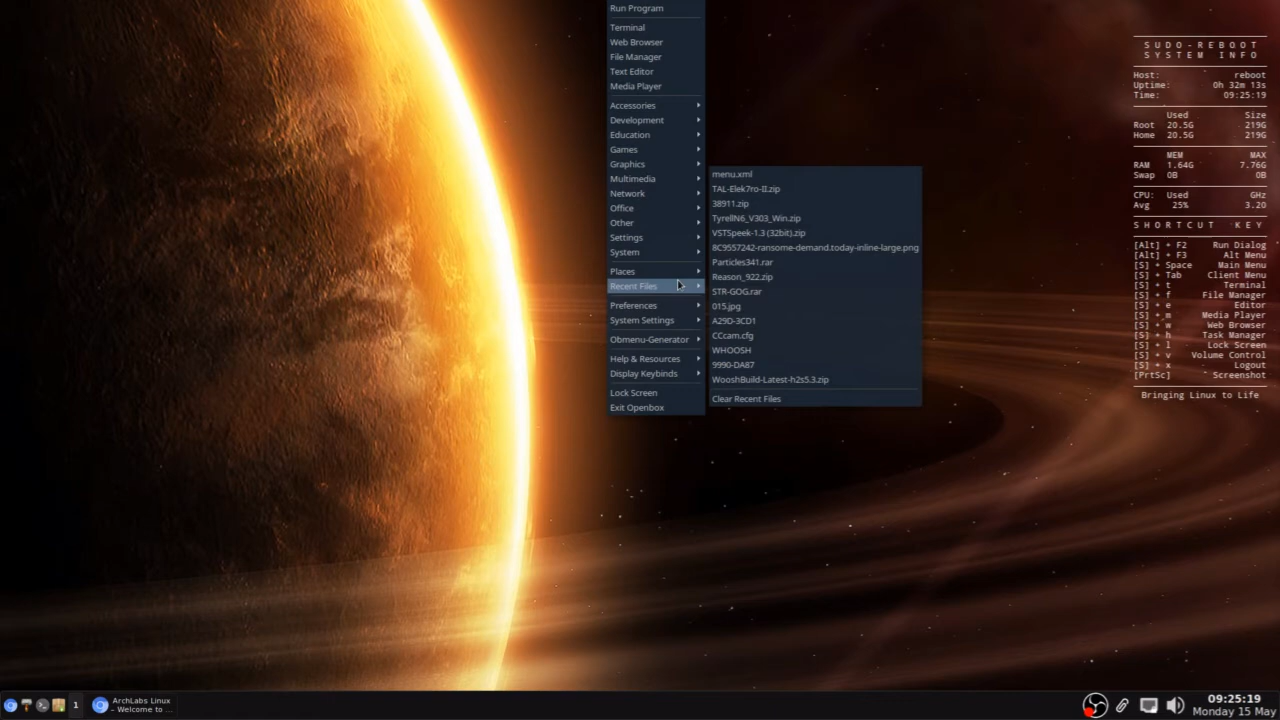 Run Program
Terminal
Web Browser
File Manager
Text Editor
Media Player
Accessories
Development
Education
Games
Graphics
Multimedia
Network
Office
Other
Settings
System
Places
Recent Files
Preferences
System Settings
Obmenu-Generator
Help & Resources
Display Keybinds
Lock Screen
Exit Openbox
menu.xml
TAL-Elek7ro-II.zip
38911.zip
TyrellN6_V303_Win.zip
VSTSpeek-1.3 (32bit).zip
8C9557242-ransome-demand.today-inline-large.png
Particles341.rar
Reason_922.zip
STR-GOG.rar
015.jpg
A29D-3CD1
CCcam.cfg
WHOOSH
9990-DA87
WooshBuild-Latest-h2s5.3.zip
Clear Recent Files
SUDO-REBOOT
SYSTEM INFO
Host: reboot
Uptime: 0h 32m 13s
Time: 09:25:19
Used Size
Root 20.5G 219G
Home 20.5G 219G
MEM MAX
RAM 1.64G 7.76G
Swap 0B 0B
CPU: Used GHz
Avg 25% 3.20
SHORTCUT KEY
[Alt] + F2 Run Dialog
[Alt] + F3 Alt Menu
[S] + Space Main Menu
[S] + Tab Client Menu
[S] + t Terminal
[S] + f File Manager
[S] + e Editor
[S] + m Media Player
[S] + w Web Browser
[S] + h Task Manager
[S] + l Lock Screen
[S] + v Volume Control
[S] + x Logout
[PrtSc] Screenshot
Bringing Linux to Life
1
ArchLabs Linux
- Welcome to ...
09:25:19
Monday 15 May